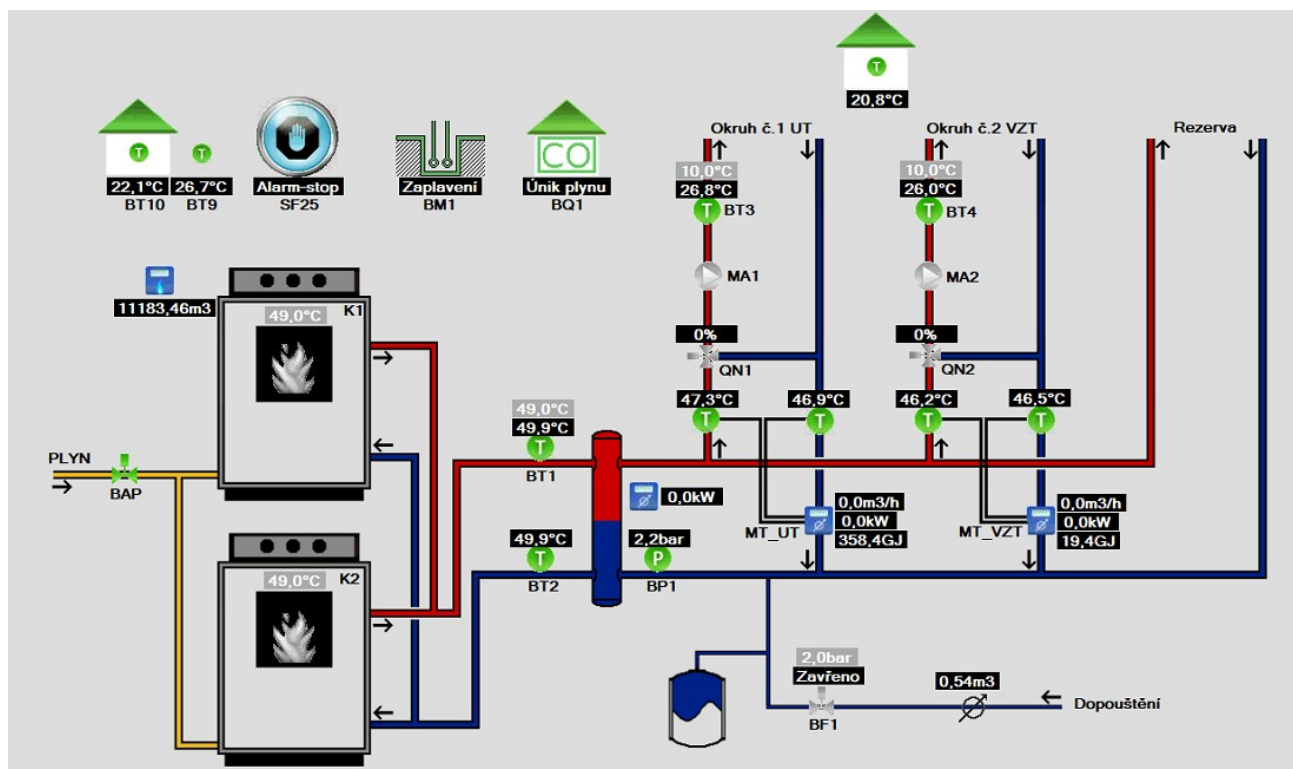 T
20,8°C
T
T
22,1°C
26,7°C
BT10
BT9
Alarm-stop
SF25
Zaplavení
BM1
CO
Únik plynu
BQ1
Okruh č.1 UT
Okruh č.2 VZT
Rezerva
10,0°C
26,8°C
T
BT3
10,0°C
26,0°C
T
BT4
MA1
MA2
0%
QN1
0%
QN2
11183,46m3
K1
49,0°C
47,3°C
T
46,9°C
T
46,2°C
T
46,5°C
T
49,0°C
49,9°C
T
BT1
PLYN
BAP
0,0kW
MT_UT
0,0m3/h
0,0kW
358,4GJ
MT_VZT
0,0m3/h
0,0kW
19,4GJ
49,9°C
T
BT2
2,2bar
P
BP1
K2
49,0°C
2,0bar
Zavřeno
BF1
0,54m3
Dopouštění